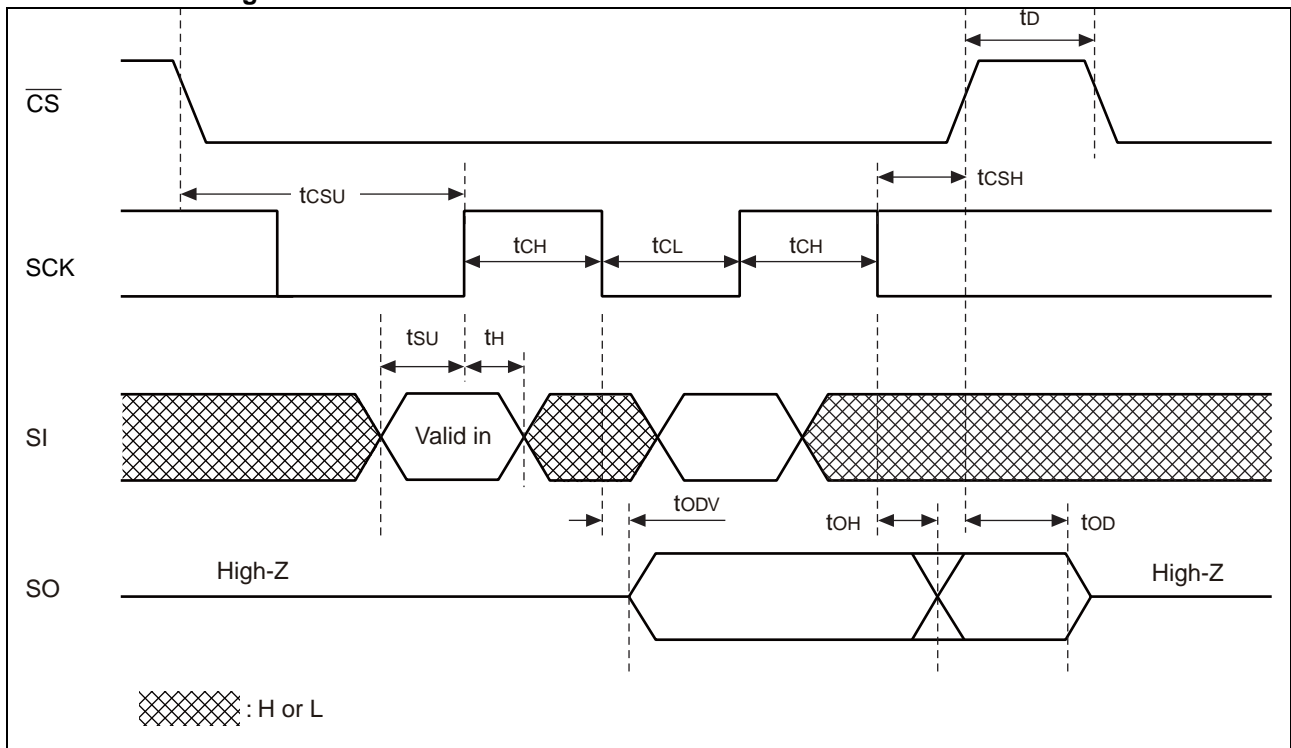 tD
CS
tCSU
tCSH
SCK
tCH
tCL
tCH
tSU
tH
SI
Valid in
tODV
tOH
tOD
SO
High-Z
High-Z
: H or L